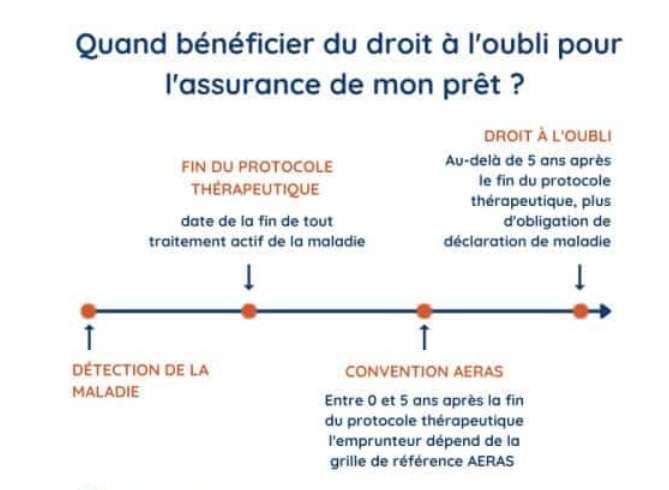 Quand bénéficier du droit à l'oubli pour
l'assurance de mon prêt ?
DROIT À L'OUBLI
Au-delà de 5 ans après
le fin du protocole
thérapeutique, plus
d'obligation de
déclaration de maladie
FIN DU PROTOCOLE
THÉRAPEUTIQUE
date de la fin de tout
traitement actif de la maladie
DÉTECTION DE LA
MALADIE
CONVENTION AERAS
Entre 0 et 5 ans après la fin
du protocole thérapeutique
l'emprunteur dépend de la
grille de référence AERAS